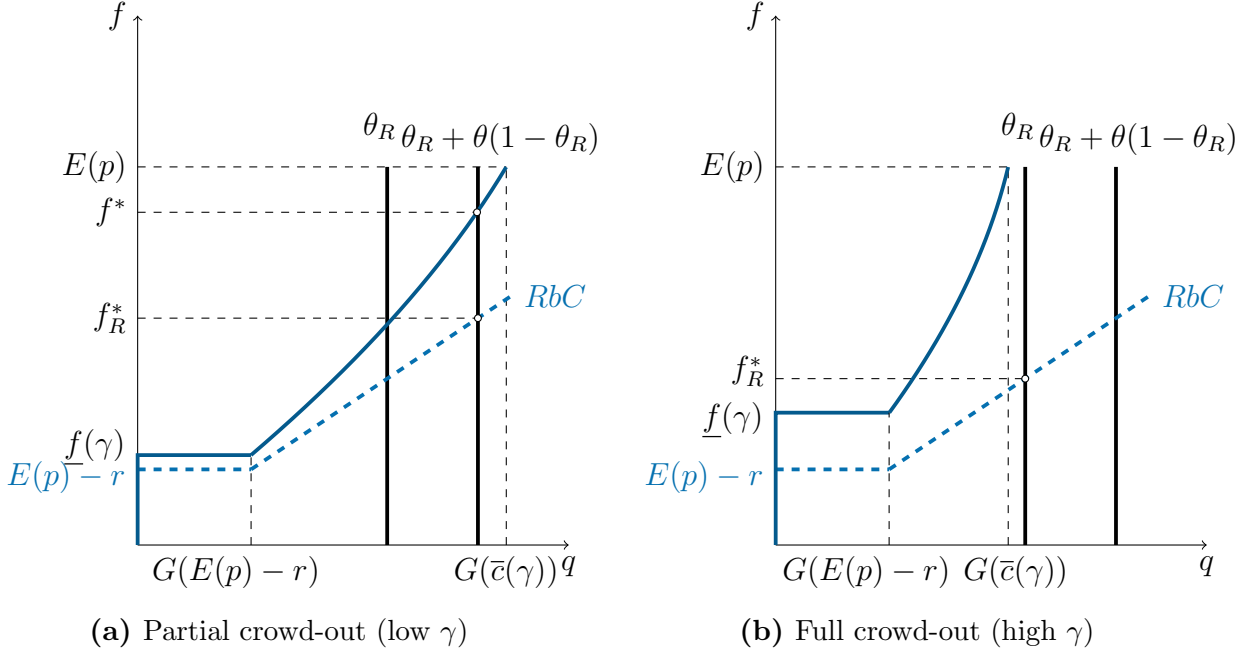 f
θ_R θ_R + θ(1 − θ_R)
E(p)
f*
f*_R
RbC
f(γ)
E(p) − r
G(E(p) − r)
G(c̅(γ))
q
(a) Partial crowd-out (low γ)
f
θ_R θ_R + θ(1 − θ_R)
E(p)
RbC
f*_R
f(γ)
E(p) − r
G(E(p) − r)
G(c̅(γ))
q
(b) Full crowd-out (high γ)